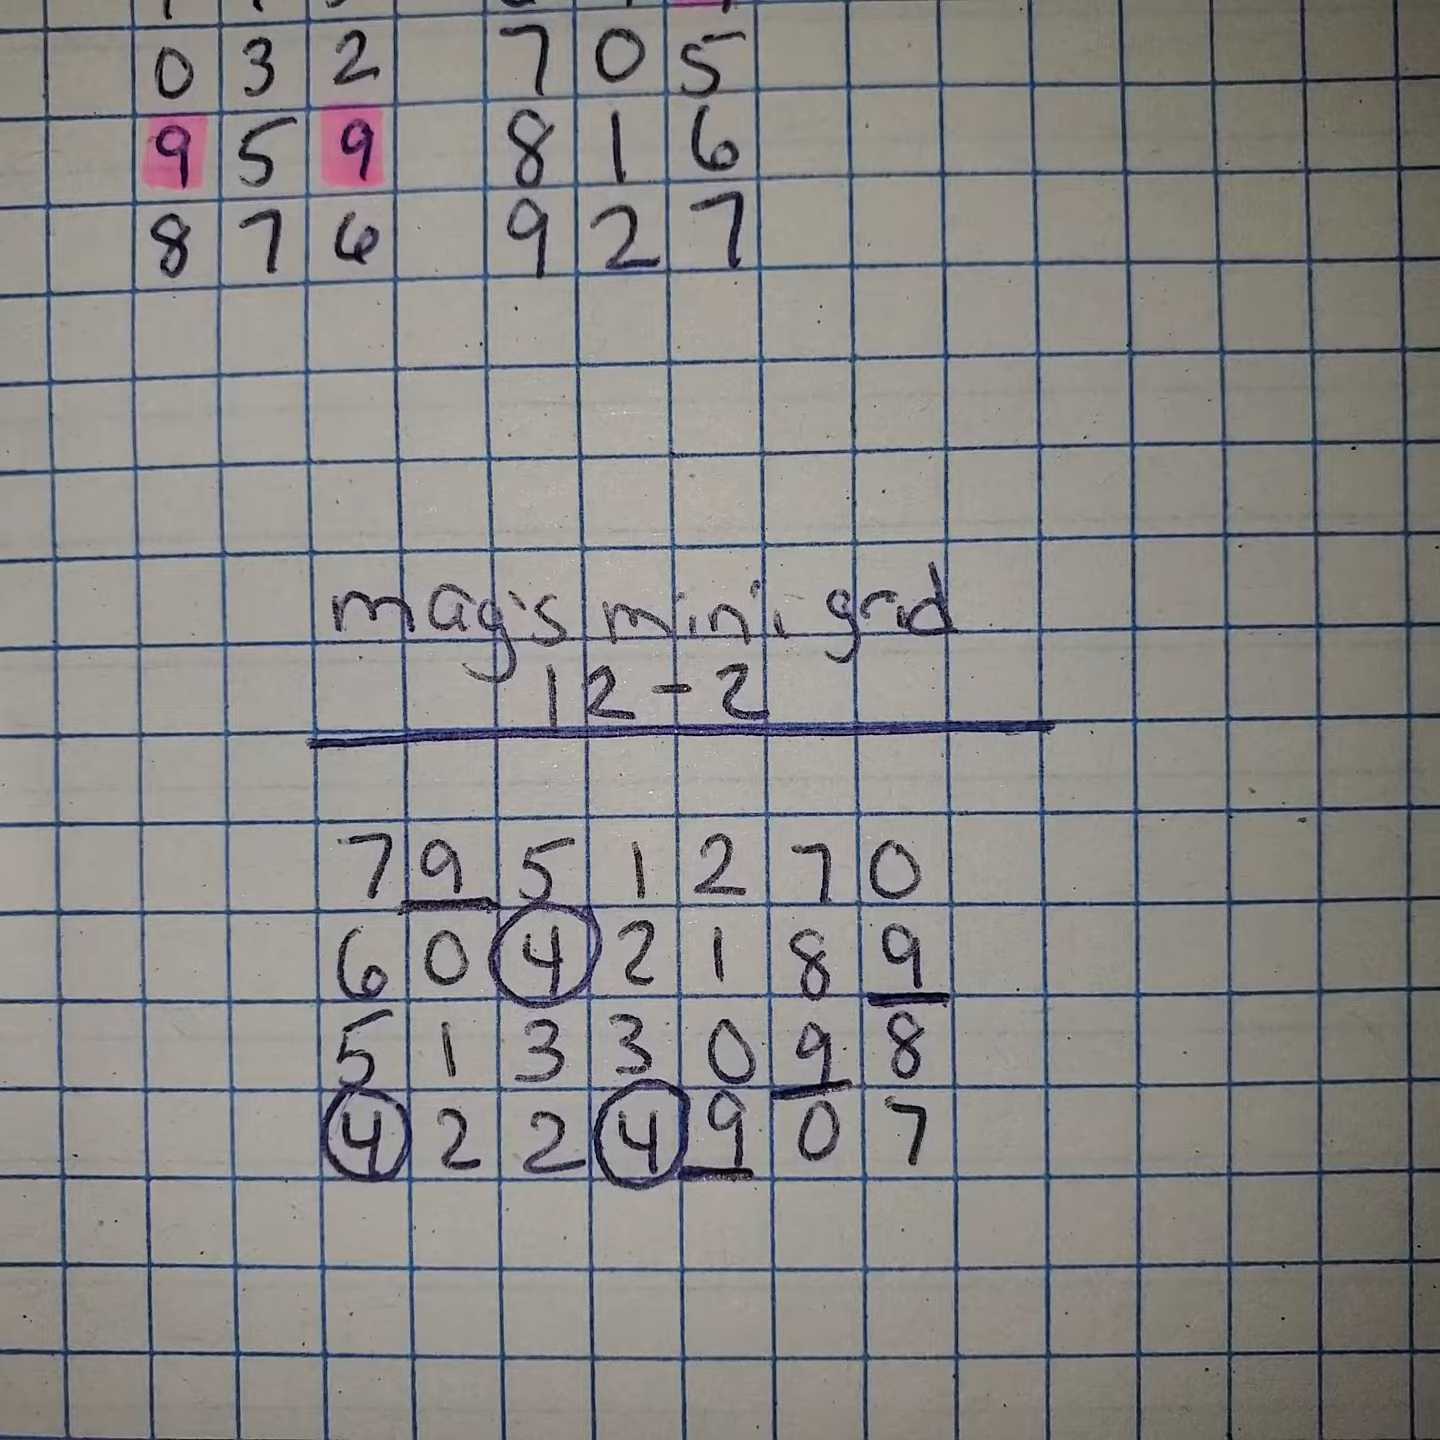 0 3 2 7 0 5
9 5 9 8 1 6
8 7 6 9 2 7
mag's mini grid
12-2
7 9 5 1 2 7 0
6 0 4 2 1 8 9
5 1 3 3 0 9 8
4 2 2 4 9 0 7